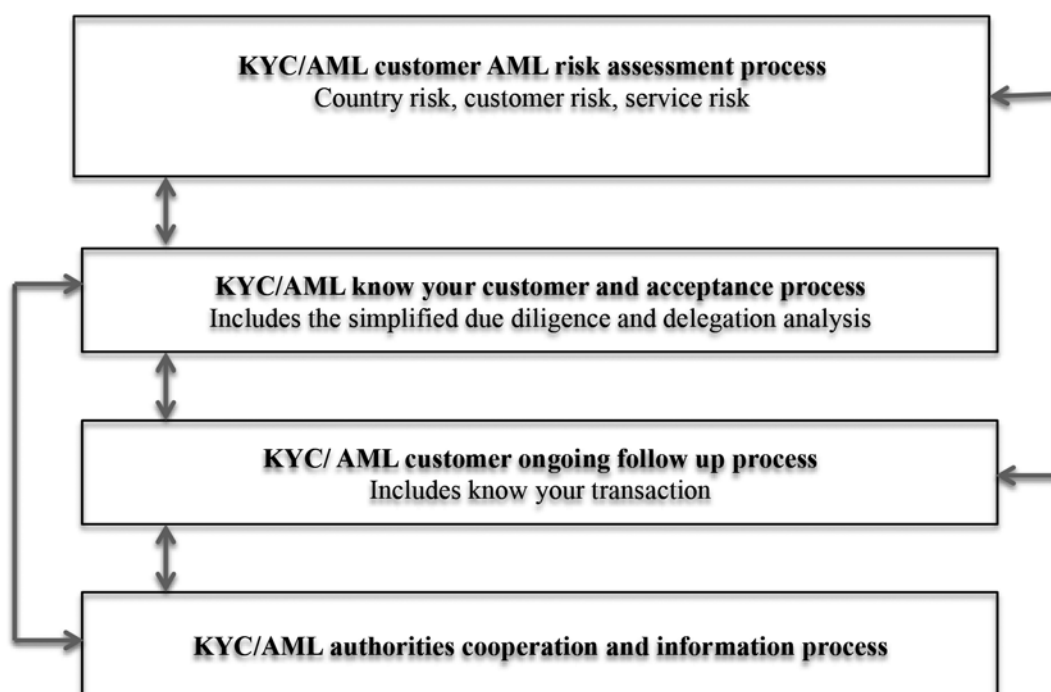 KYC/AML customer AML risk assessment process
Country risk, customer risk, service risk
KYC/AML know your customer and acceptance process
Includes the simplified due diligence and delegation analysis
KYC/ AML customer ongoing follow up process
Includes know your transaction
KYC/AML authorities cooperation and information process